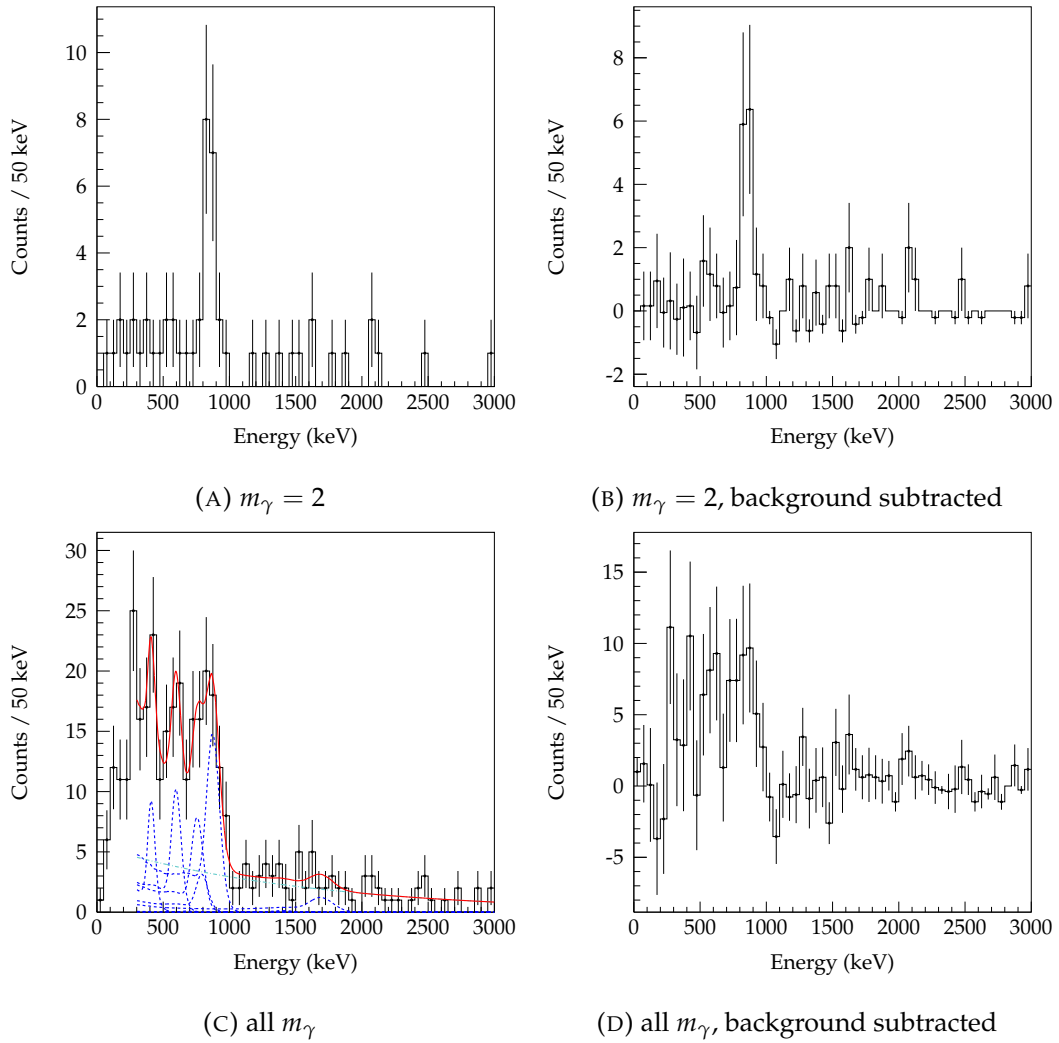 Counts / 50 keV
10
8
6
4
2
0
0 500 1000 1500 2000 2500 3000
Energy (keV)
(A) mγ = 2
Counts / 50 keV
8
6
4
2
0
-2
0 500 1000 1500 2000 2500 3000
Energy (keV)
(B) mγ = 2, background subtracted
Counts / 50 keV
30
25
20
15
10
5
0
0 500 1000 1500 2000 2500 3000
Energy (keV)
(C) all mγ
Counts / 50 keV
15
10
5
0
-5
0 500 1000 1500 2000 2500 3000
Energy (keV)
(D) all mγ, background subtracted